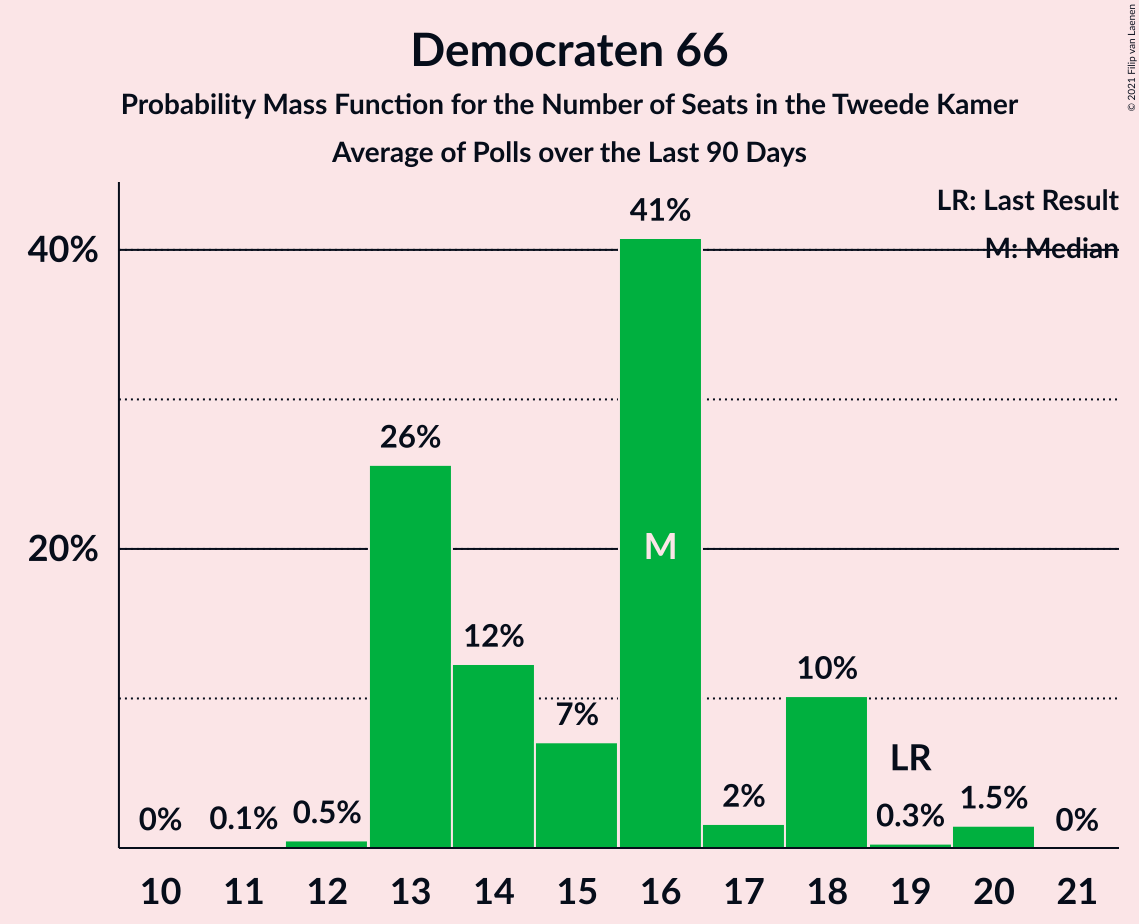 Democraten 66
Probability Mass Function for the Number of Seats in the Tweede Kamer
Average of Polls over the Last 90 Days
© 2021 Filip van Laenen
LR: Last Result
M: Median
40%
20%
0%
0.1%
0.5%
26%
12%
7%
41%
M
2%
10%
LR
0.3%
1.5%
0%
10 11 12 13 14 15 16 17 18 19 20 21